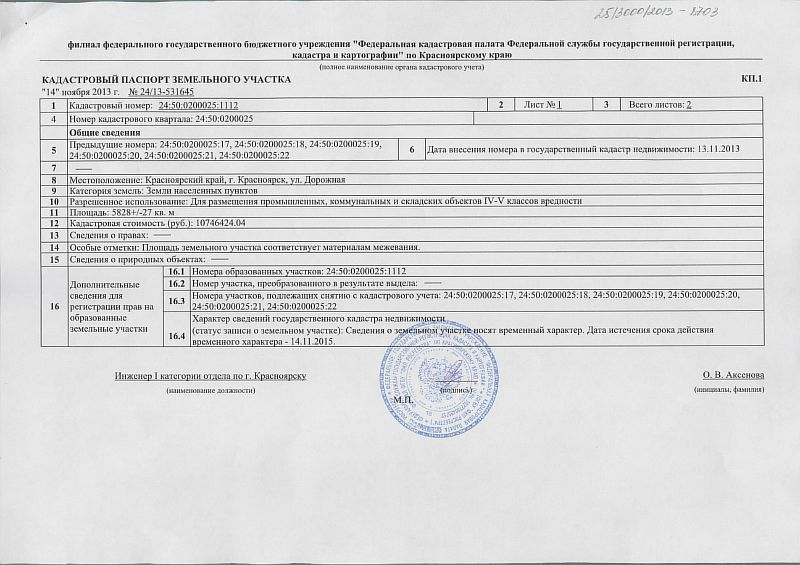 25/3000/2013 - 2703
филиал федерального государственного бюджетного учреждения "Федеральная кадастровая палата Федеральной службы государственной регистрации,
кадастра и картографии" по Красноярскому краю
(полное наименование органа кадастрового учета)
КАДАСТРОВЫЙ ПАСПОРТ ЗЕМЕЛЬНОГО УЧАСТКА КП.1
"14" ноября 2013 г. № 24/13-531645
1 Кадастровый номер: 24:50:0200025:1112 2 Лист № 1 3 Всего листов: 2
4 Номер кадастрового квартала: 24:50:0200025
Общие сведения
5 Предыдущие номера: 24:50:0200025:17, 24:50:0200025:18, 24:50:0200025:19,
24:50:0200025:20, 24:50:0200025:21, 24:50:0200025:22
6 Дата внесения номера в государственный кадастр недвижимости: 13.11.2013
7 ——
8 Местоположение: Красноярский край, г. Красноярск, ул. Дорожная
9 Категория земель: Земли населенных пунктов
10 Разрешенное использование: Для размещения промышленных, коммунальных и складских объектов IV-V классов вредности
11 Площадь: 5828+/-27 кв. м
12 Кадастровая стоимость (руб.): 10746424.04
13 Сведения о правах: ——
14 Особые отметки: Площадь земельного участка соответствует материалам межевания.
15 Сведения о природных объектах: ——
16 Дополнительные
сведения для
регистрации прав на
образованные
земельные участки
16.1 Номера образованных участков: 24:50:0200025:1112
16.2 Номер участка, преобразованного в результате выдела: ——
16.3 Номера участков, подлежащих снятию с кадастрового учета: 24:50:0200025:17, 24:50:0200025:18, 24:50:0200025:19, 24:50:0200025:20,
24:50:0200025:21, 24:50:0200025:22
16.4 Характер сведений государственного кадастра недвижимости
(статус записи о земельном участке): Сведения о земельном участке носят временный характер. Дата истечения срока действия
временного характера - 14.11.2015.
Инженер I категории отдела по г. Красноярску О. В. Аксенова
(наименование должности) (подпись) (инициалы, фамилия)
М.П.